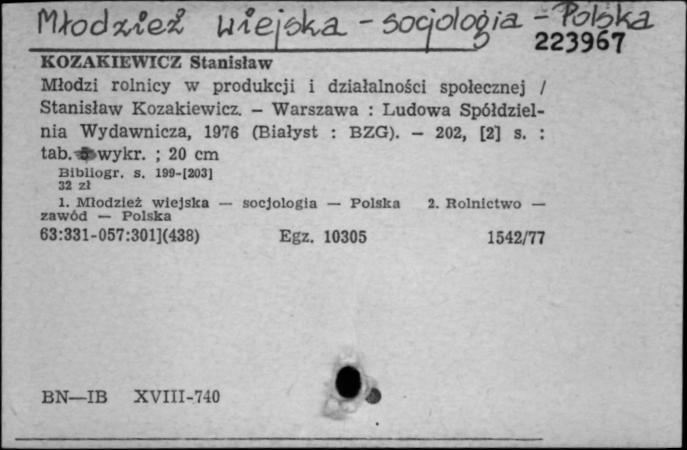 Młodzież wiejska - socjologia - Polska
223967
KOZAKIEWICZ Stanisław
Młodzi rolnicy w produkcji i działalności społecznej /
Stanisław Kozakiewicz. — Warszawa : Ludowa Spółdziel-
nia Wydawnicza, 1976 (Białyst : BZG). — 202, [2] s. :
tab. wykr. ; 20 cm
Bibliogr. s. 199-[203]
32 zł
1. Młodzież wiejska — socjologia — Polska 2. Rolnictwo —
zawód — Polska
63:331-057:301](438) Egz. 10305 1542/77
BN—IB XVIII-740